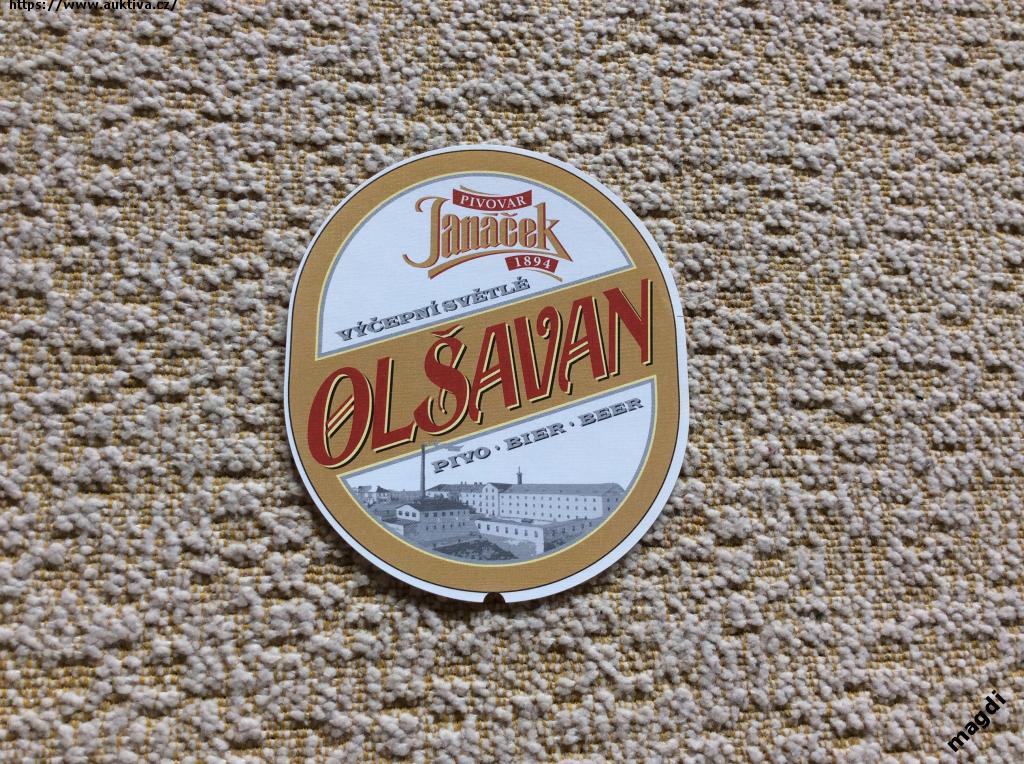 https://www.auktiva.cz/
PIVOVAR
Janáček
1894
VÝČEPNÍ SVĚTLÉ
OLŠAVAN
PIVO · BIER · BEER
magdi